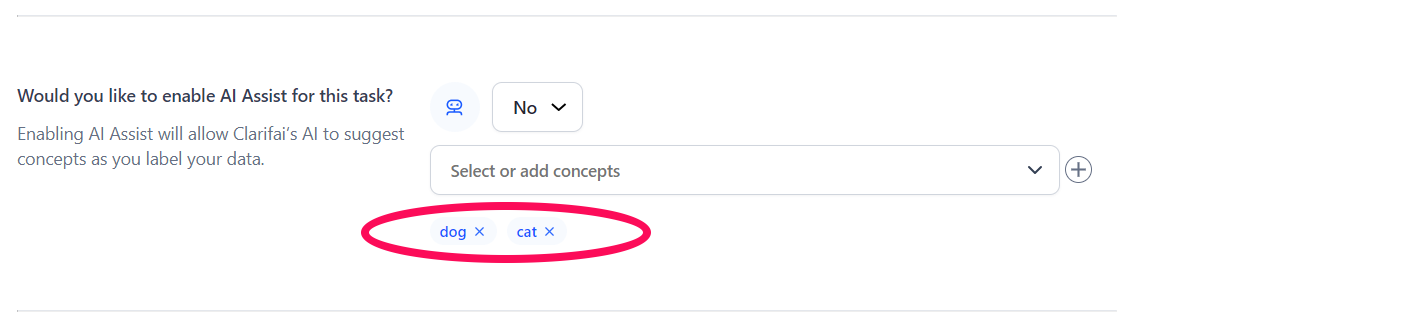 Would you like to enable AI Assist for this task?
No
Enabling AI Assist will allow Clarifai's AI to suggest
concepts as you label your data.
Select or add concepts
dog × cat ×